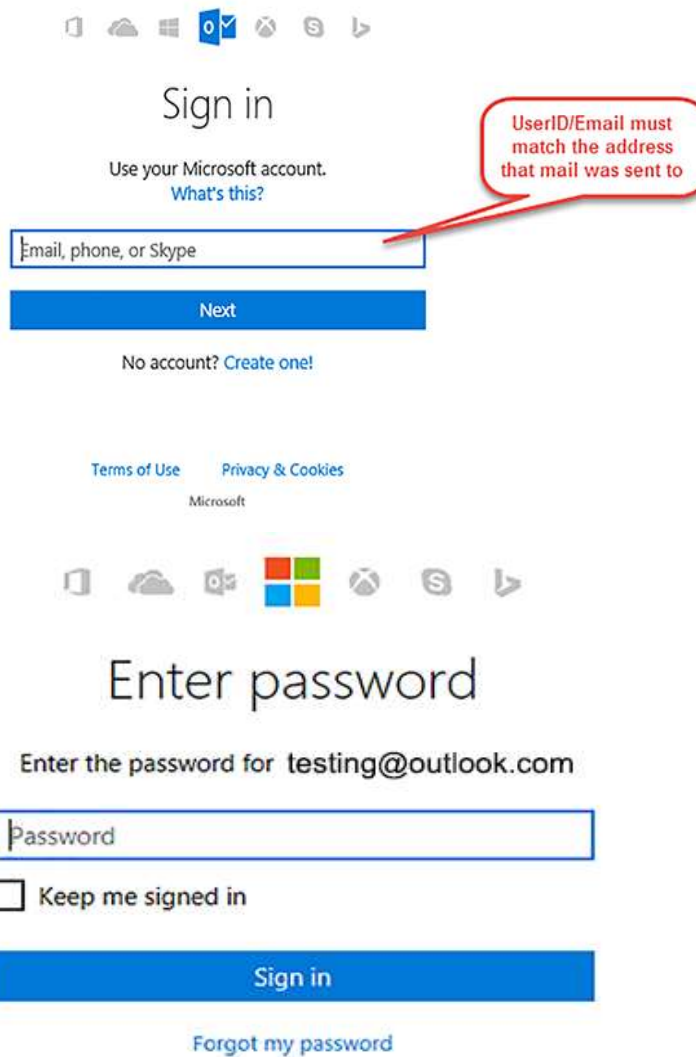 Sign in
UserID/Email must
match the address
that mail was sent to
Use your Microsoft account.
What's this?
Email, phone, or Skype
Next
No account? Create one!
Terms of Use Privacy & Cookies
Microsoft
Enter password
Enter the password for testing@outlook.com
Password
Keep me signed in
Sign in
Forgot my password